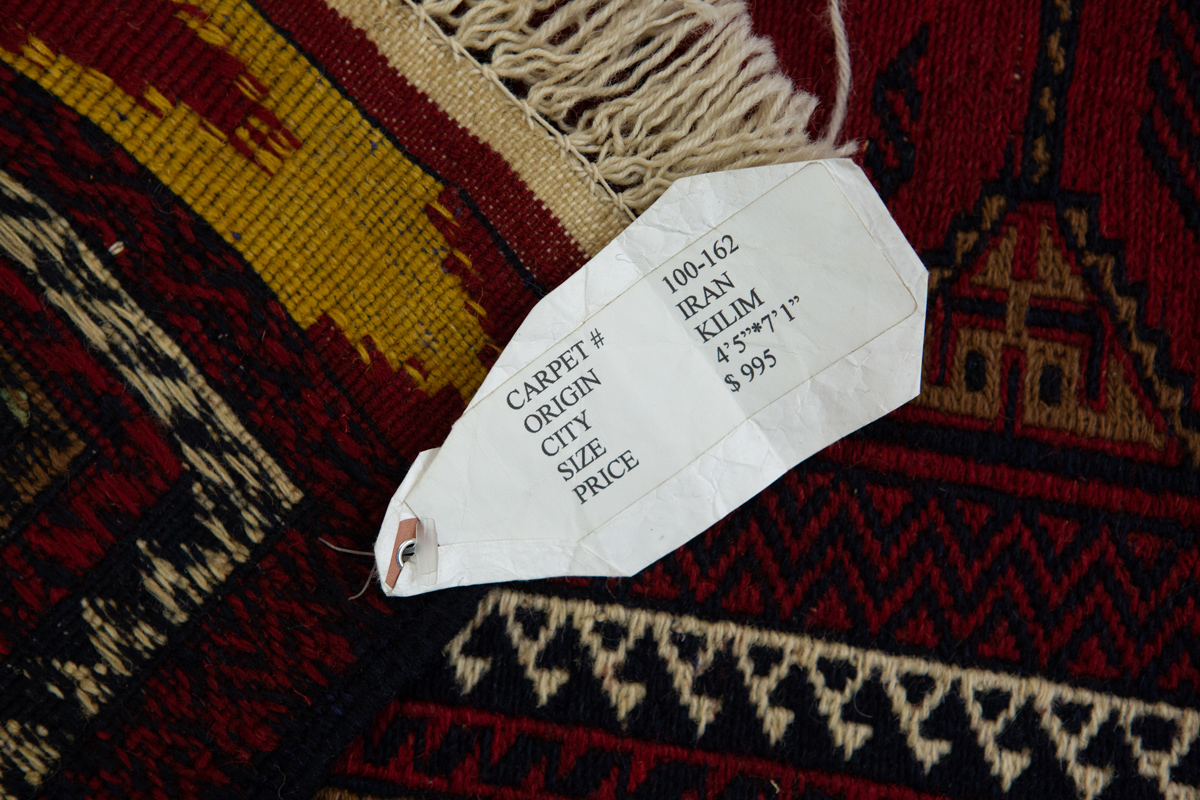 CARPET # 100-162
ORIGIN IRAN
CITY KILIM
SIZE 4'5”*7'1”
PRICE $ 995